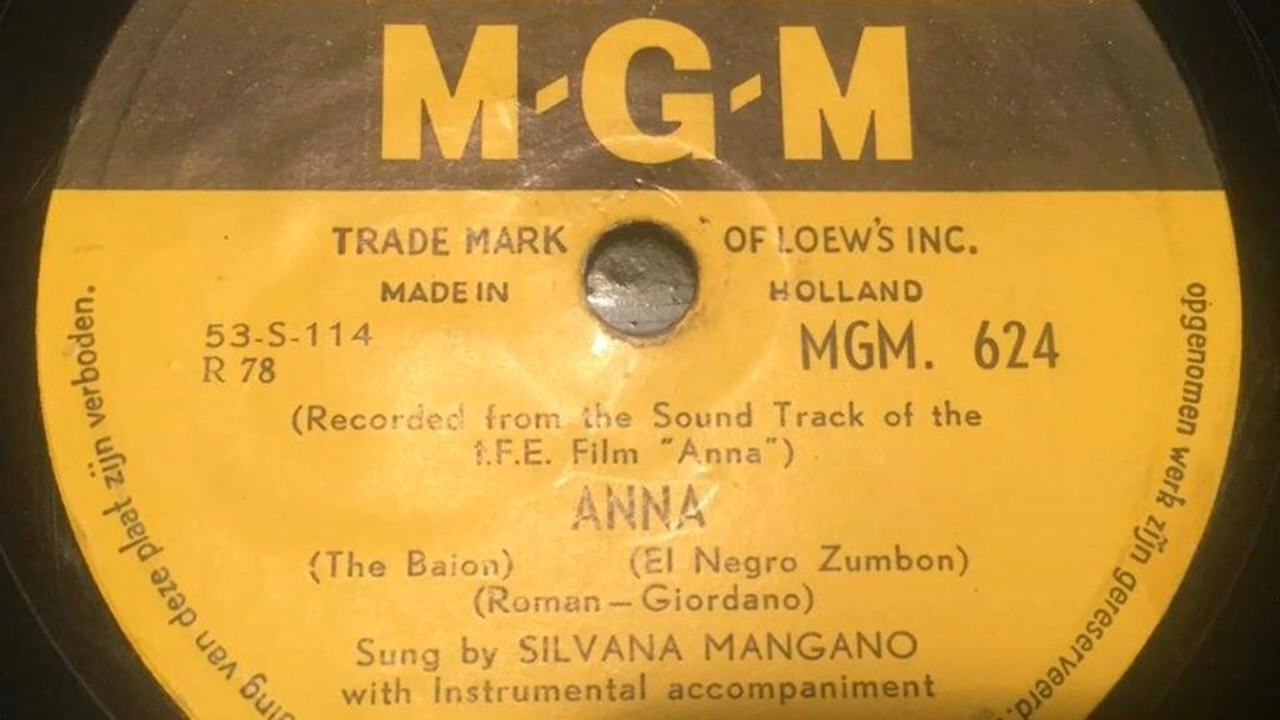 M-G-M
TRADE MARK OF LOEW'S INC.
MADE IN HOLLAND
53-S-114
R 78
MGM. 624
(Recorded from the Sound Track of the
I.F.E. Film "Anna")
ANNA
(The Baion) (El Negro Zumbon)
(Roman – Giordano)
Sung by SILVANA MANGANO
with Instrumental accompaniment
opgenomen werk zijn gereserveerd.
van deze plaat zijn verboden.